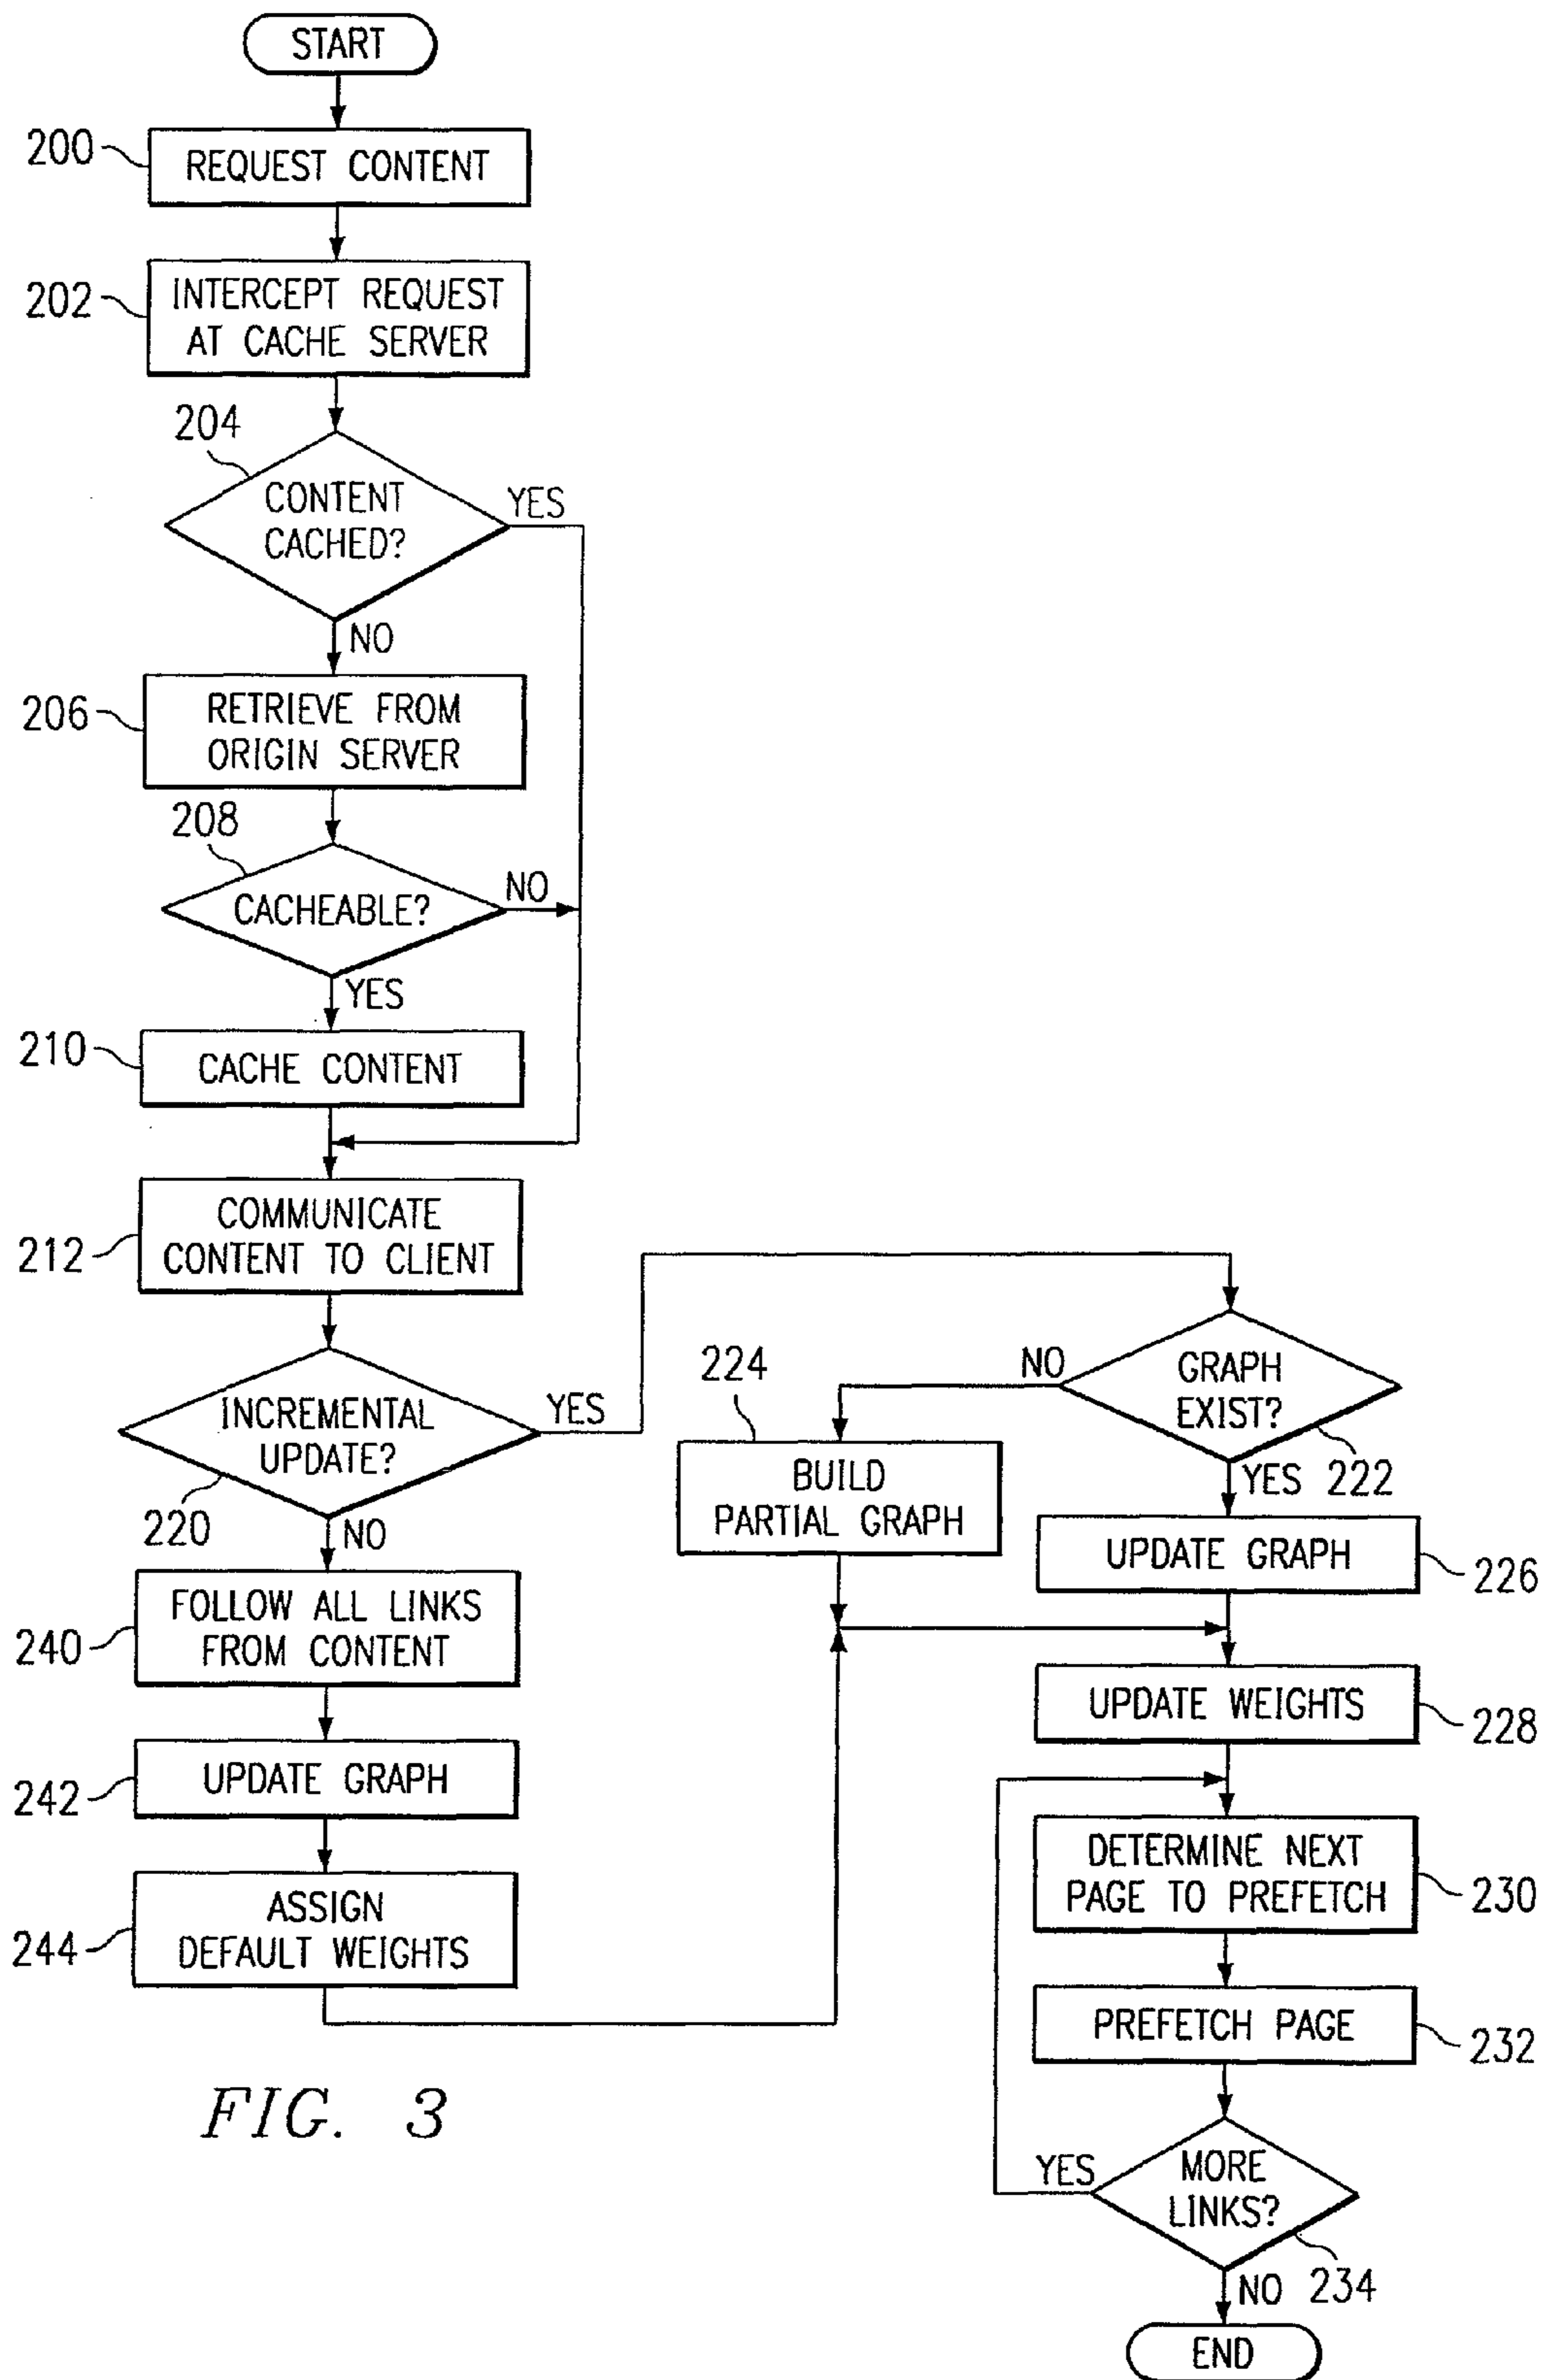 START
200
REQUEST CONTENT
202
INTERCEPT REQUEST
AT CACHE SERVER
204
CONTENT
CACHED?
YES
NO
206
RETRIEVE FROM
ORIGIN SERVER
208
CACHEABLE?
NO
YES
210
CACHE CONTENT
212
COMMUNICATE
CONTENT TO CLIENT
INCREMENTAL
UPDATE?
YES
220
NO
240
FOLLOW ALL LINKS
FROM CONTENT
242
UPDATE GRAPH
244
ASSIGN
DEFAULT WEIGHTS
GRAPH
EXIST?
NO
YES
222
224
BUILD
PARTIAL GRAPH
UPDATE GRAPH
226
UPDATE WEIGHTS
228
DETERMINE NEXT
PAGE TO PREFETCH
230
PREFETCH PAGE
232
MORE
LINKS?
YES
234
NO
END
FIG. 3